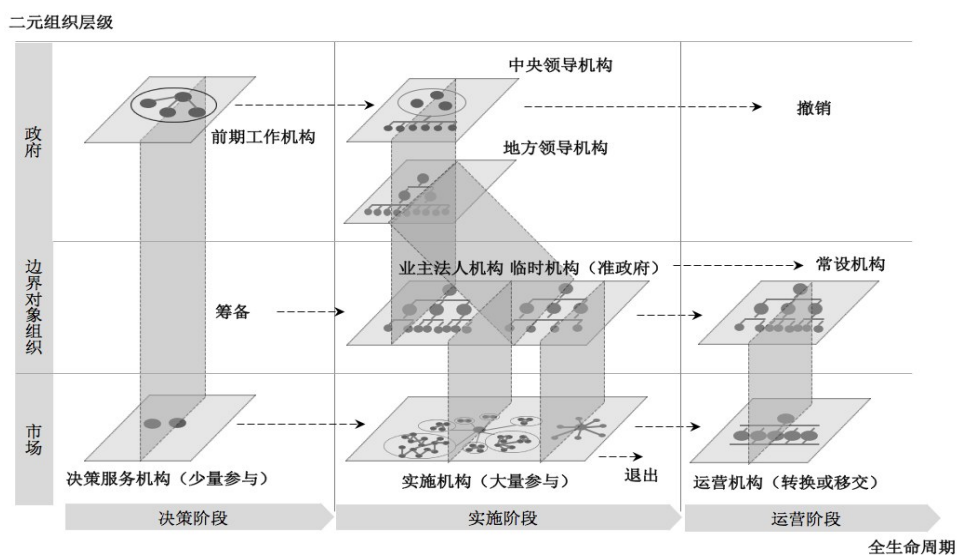 二元组织层级
政府
中央领导机构
撤销
前期工作机构
地方领导机构
边界对象组织
业主法人机构 临时机构（准政府）
常设机构
筹备
市场
决策服务机构（少量参与）
实施机构（大量参与）
退出
运营机构（转换或移交）
决策阶段
实施阶段
运营阶段
全生命周期